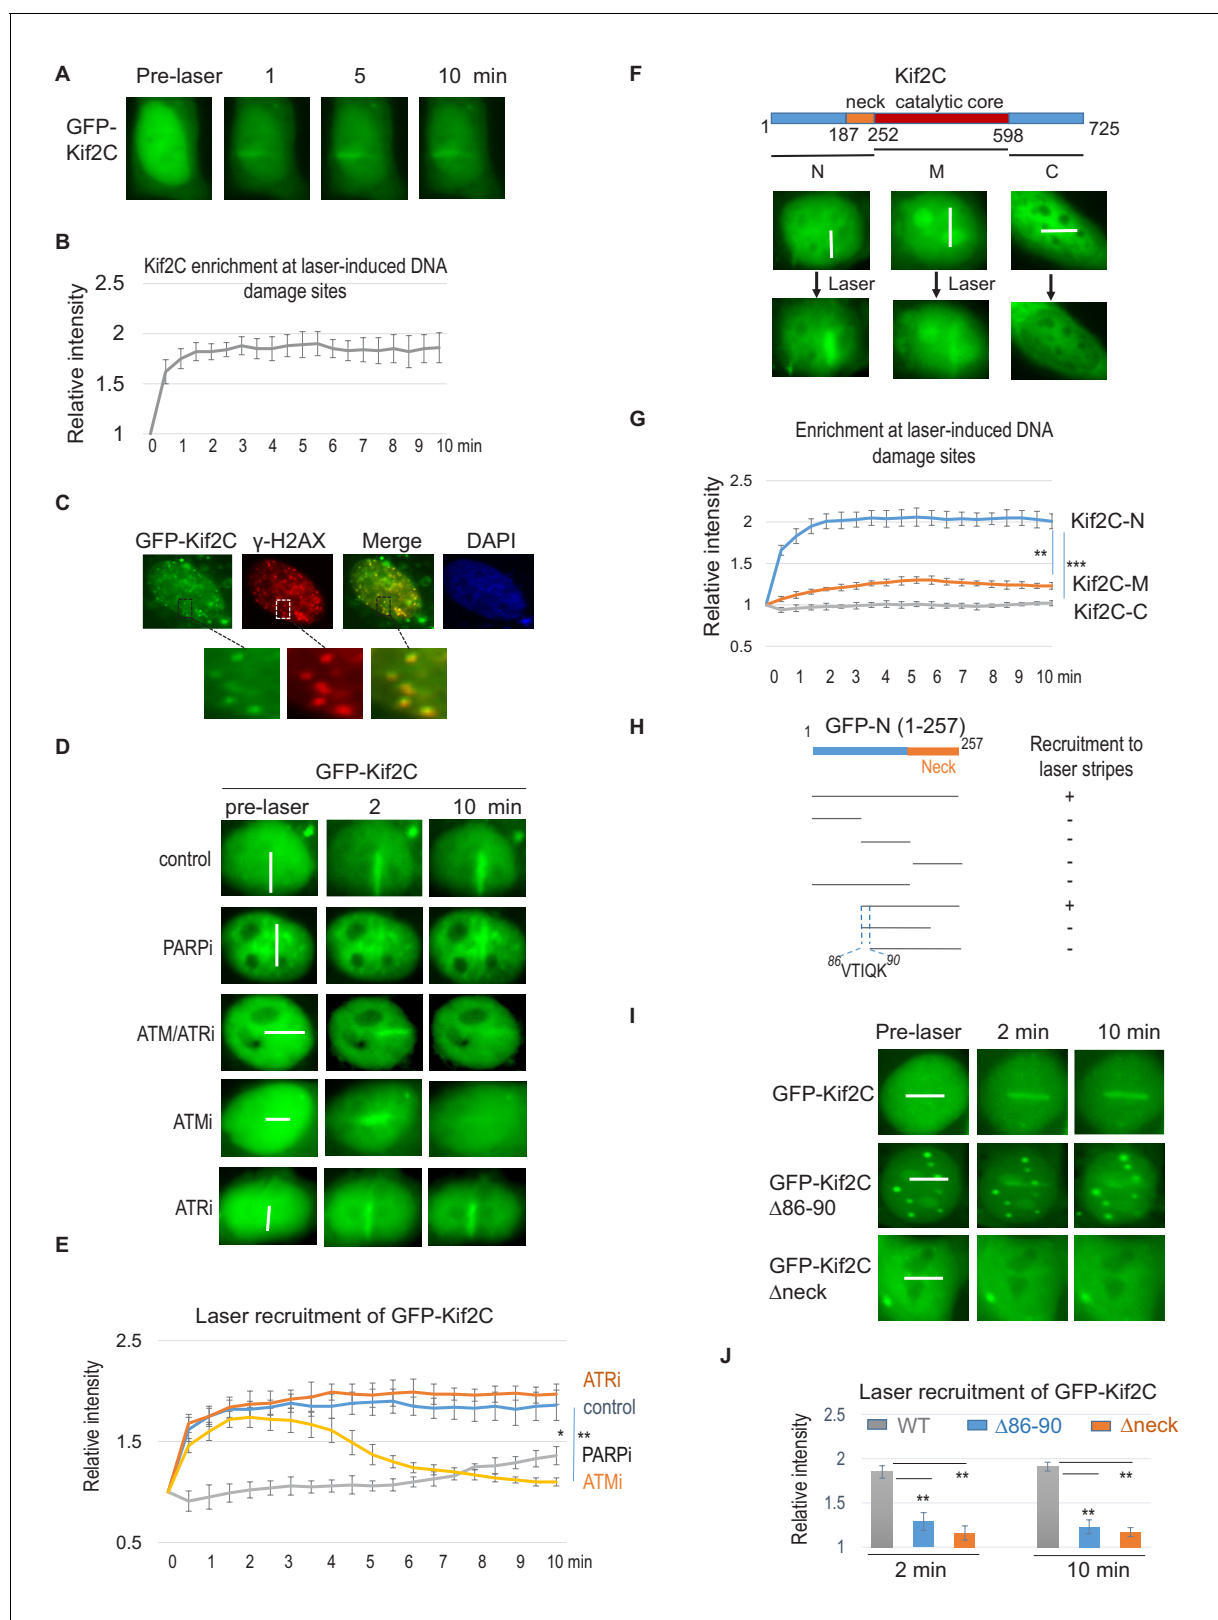 A
Pre-laser 1 5 10 min
GFP-
Kif2C
B
Kif2C enrichment at laser-induced DNA
damage sites
Relative intensity
2.5
2
1.5
1
0 1 2 3 4 5 6 7 8 9 10 min
C
GFP-Kif2C γ-H2AX Merge DAPI
D
GFP-Kif2C
pre-laser 2 10 min
control
PARPi
ATM/ATRi
ATMi
ATRi
E
Laser recruitment of GFP-Kif2C
Relative intensity
2.5
1.5
0.5
ATRi
control
* **
PARPi
ATMi
0 1 2 3 4 5 6 7 8 9 10 min
F
Kif2C
neck catalytic core
1 187 252 598 725
N M C
Laser Laser
G
Enrichment at laser-induced DNA
damage sites
Relative intensity
2.5
2
1.5
1
0.5
Kif2C-N
** ***
Kif2C-M
Kif2C-C
0 1 2 3 4 5 6 7 8 9 10 min
H
GFP-N (1-257)
1 257
Neck
Recruitment to
laser stripes
+
-
-
-
-
+
-
-
86 VTIQK 90
I
Pre-laser 2 min 10 min
GFP-Kif2C
GFP-Kif2C
Δ86-90
GFP-Kif2C
Δneck
J
Laser recruitment of GFP-Kif2C
WT Δ86-90 Δneck
Relative intensity
2.5
2
1.5
1
** **
** **
2 min 10 min